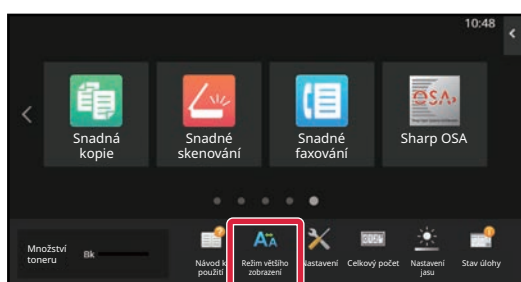 10:48
Snadná
kopie
Snadné
skenování
Snadné
faxování
Sharp OSA
OSA
Množství
toneru
Bk
Návod k
použití
Režim většího
zobrazení
Nastavení
Celkový počet
Nastavení
jasu
Stav úlohy